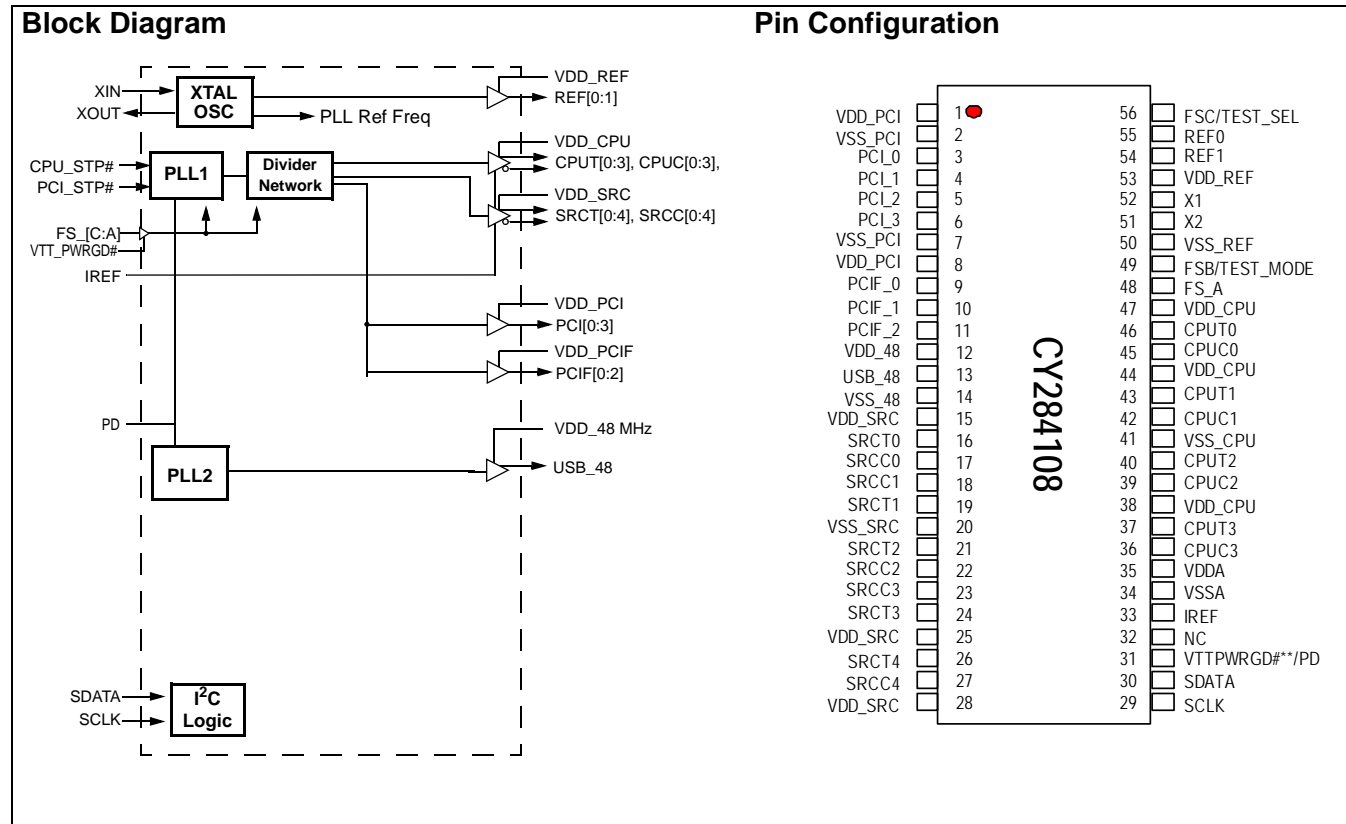 Block Diagram
XIN
XOUT
XTAL
OSC
PLL Ref Freq
VDD_REF
REF[0:1]
CPU_STP#
PCI_STP#
PLL1
Divider
Network
VDD_CPU
CPUT[0:3], CPUC[0:3],
VDD_SRC
SRCT[0:4], SRCC[0:4]
FS_[C:A]
VTT_PWRGD#
IREF
VDD_PCI
PCI[0:3]
VDD_PCIF
PCIF[0:2]
PD
PLL2
VDD_48 MHz
USB_48
SDATA
SCLK
I2C
Logic
Pin Configuration
CY284108
VDD_PCI 1 56 FSC/TEST_SEL
VSS_PCI 2 55 REF0
PCI_0 3 54 REF1
PCI_1 4 53 VDD_REF
PCI_2 5 52 X1
PCI_3 6 51 X2
VSS_PCI 7 50 VSS_REF
VDD_PCI 8 49 FSB/TEST_MODE
PCIF_0 9 48 FS_A
PCIF_1 10 47 VDD_CPU
PCIF_2 11 46 CPUT0
VDD_48 12 45 CPUC0
USB_48 13 44 VDD_CPU
VSS_48 14 43 CPUT1
VDD_SRC 15 42 CPUC1
SRCT0 16 41 VSS_CPU
SRCC0 17 40 CPUT2
SRCC1 18 39 CPUC2
SRCT1 19 38 VDD_CPU
VSS_SRC 20 37 CPUT3
SRCT2 21 36 CPUC3
SRCC2 22 35 VDDA
SRCC3 23 34 VSSA
SRCT3 24 33 IREF
VDD_SRC 25 32 NC
SRCT4 26 31 VTTPWRGD#**/PD
SRCC4 27 30 SDATA
VDD_SRC 28 29 SCLK